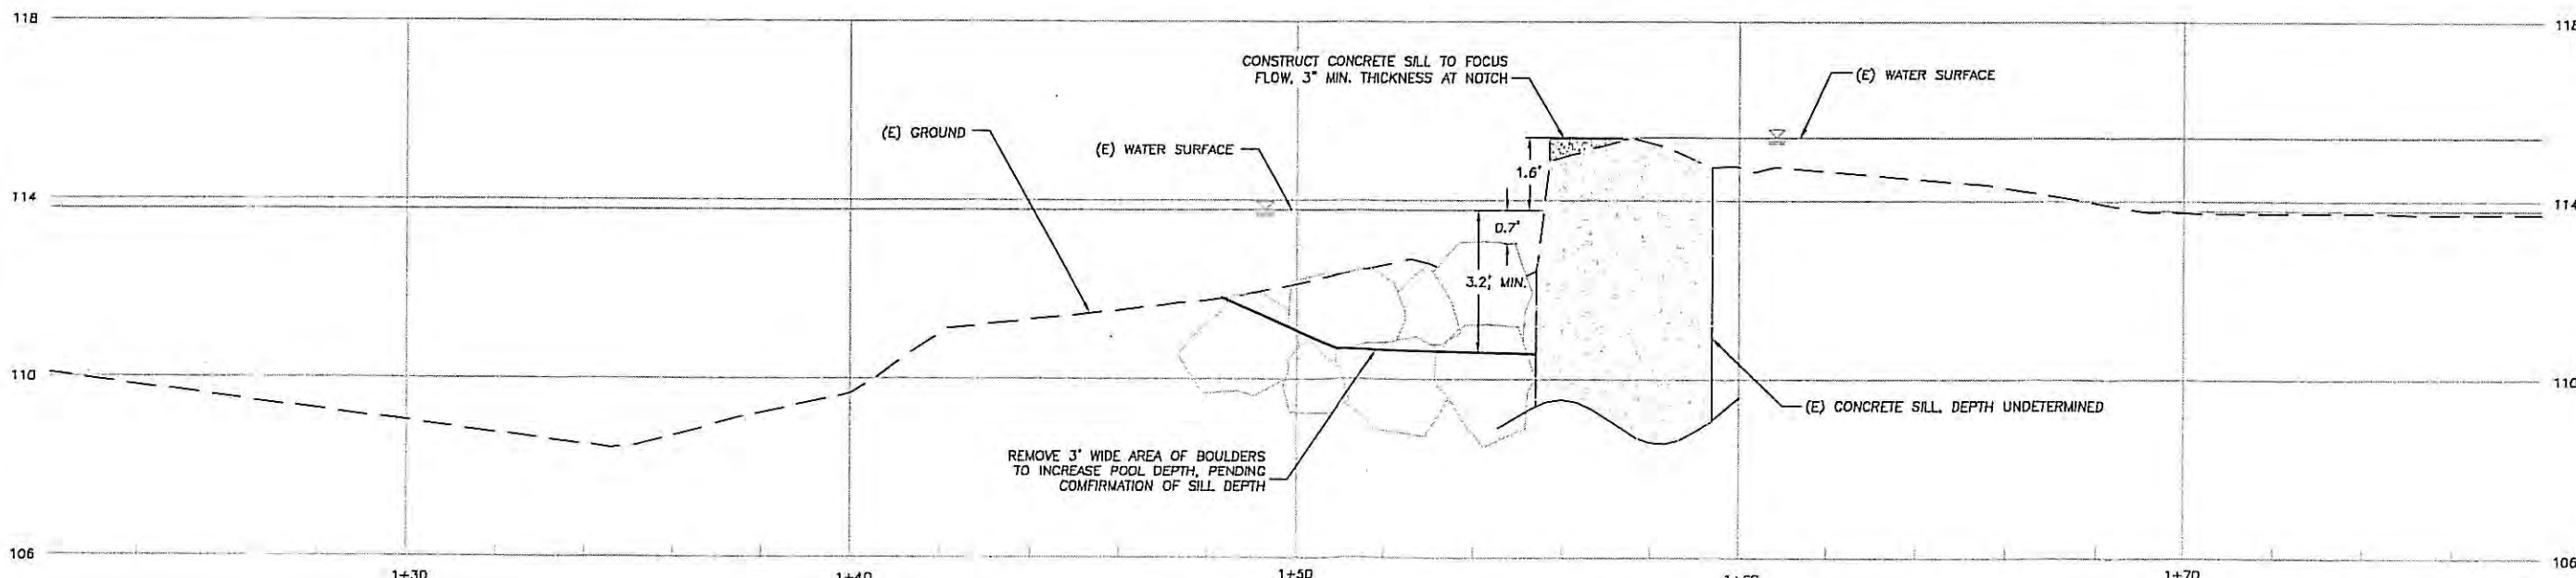 118
118
CONSTRUCT CONCRETE SILL TO FOCUS
FLOW, 3" MIN. THICKNESS AT NOTCH
(E) WATER SURFACE
(E) GROUND
(E) WATER SURFACE
1.6'
114
114
0.7'
3.2', MIN.
110
110
(E) CONCRETE SILL, DEPTH UNDETERMINED
REMOVE 3' WIDE AREA OF BOULDERS
TO INCREASE POOL DEPTH, PENDING
COMFIRMATION OF SILL DEPTH
106
106
1+30
1+40
1+50
1+60
1+70